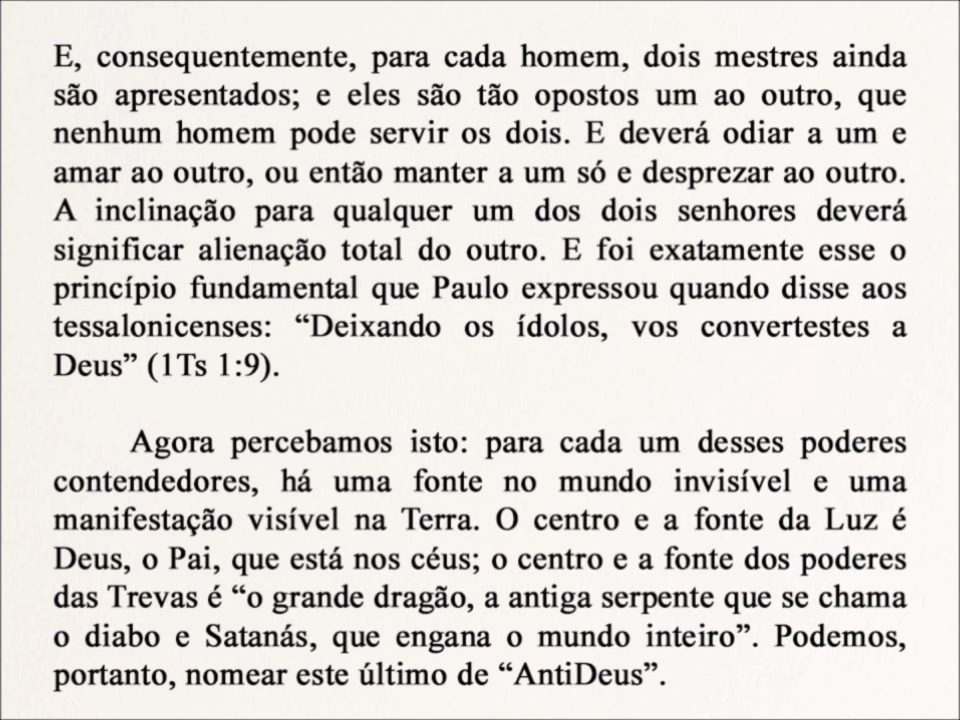 E, consequentemente, para cada homem, dois mestres ainda
são apresentados; e eles são tão opostos um ao outro, que
nenhum homem pode servir os dois. E deverá odiar a um e
amar ao outro, ou então manter a um só e desprezar ao outro.
A inclinação para qualquer um dos dois senhores deverá
significar alienação total do outro. E foi exatamente esse o
princípio fundamental que Paulo expressou quando disse aos
tessalonicenses: “Deixando os ídolos, vos convertestes a
Deus” (1Ts 1:9).
Agora percebamos isto: para cada um desses poderes
contendedores, há uma fonte no mundo invisível e uma
manifestação visível na Terra. O centro e a fonte da Luz é
Deus, o Pai, que está nos céus; o centro e a fonte dos poderes
das Trevas é “o grande dragão, a antiga serpente que se chama
o diabo e Satanás, que engana o mundo inteiro”. Podemos,
portanto, nomear este último de “AntiDeus”.